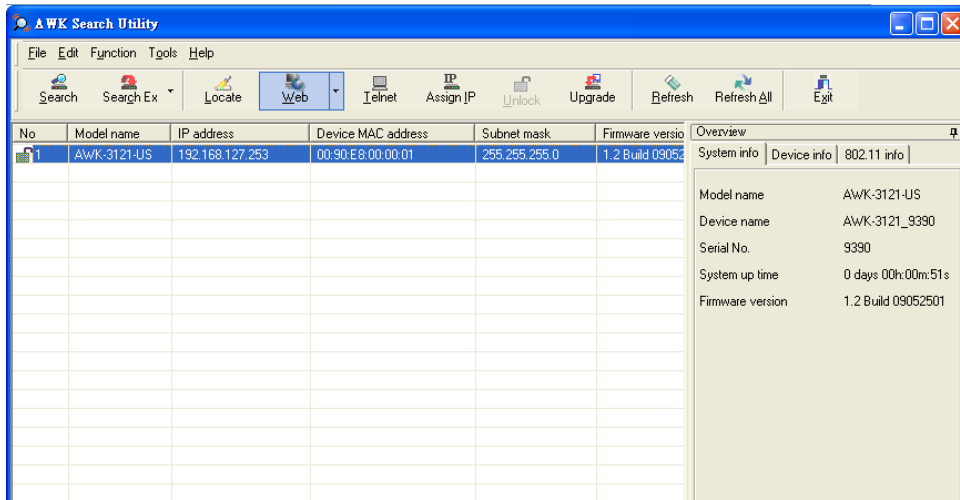 AWK Search Utility
File Edit Function Tools Help
Search Search Ex Locate Web Telnet IP Assign IP Unlock Upgrade Refresh Refresh All Exit
No Model name IP address Device MAC address Subnet mask Firmware versio
1 AWK-3121-US 192.168.127.253 00:90:E8:00:00:01 255.255.255.0 1.2 Build 09052
Overview
System info Device info 802.11 info
Model name AWK-3121-US
Device name AWK-3121_9390
Serial No. 9390
System up time 0 days 00h:00m:51s
Firmware version 1.2 Build 09052501